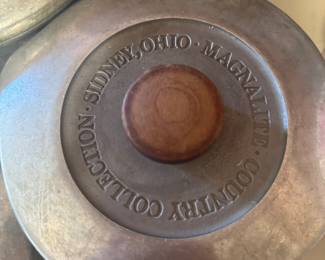 SIDNEY, OHIO · MAGNALITE · COUNTRY COLLECTION ·